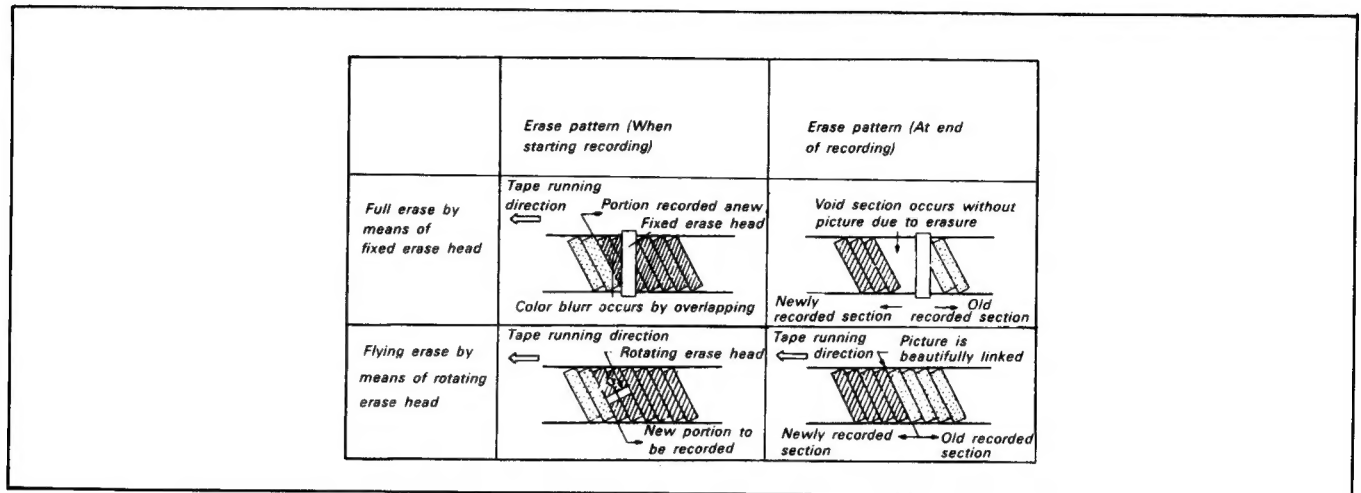 Erase pattern (When
starting recording)
Erase pattern (At end
of recording)
Full erase by
means of
fixed erase head
Tape running
direction
Portion recorded anew
Fixed erase head
Color blurr occurs by overlapping
Void section occurs without
picture due to erasure
Newly
recorded section
Old
recorded section
Flying erase by
means of rotating
erase head
Tape running direction
Rotating erase head
New portion to
be recorded
Tape running
direction
Picture is
beautifully linked
Newly recorded
section
Old recorded
section